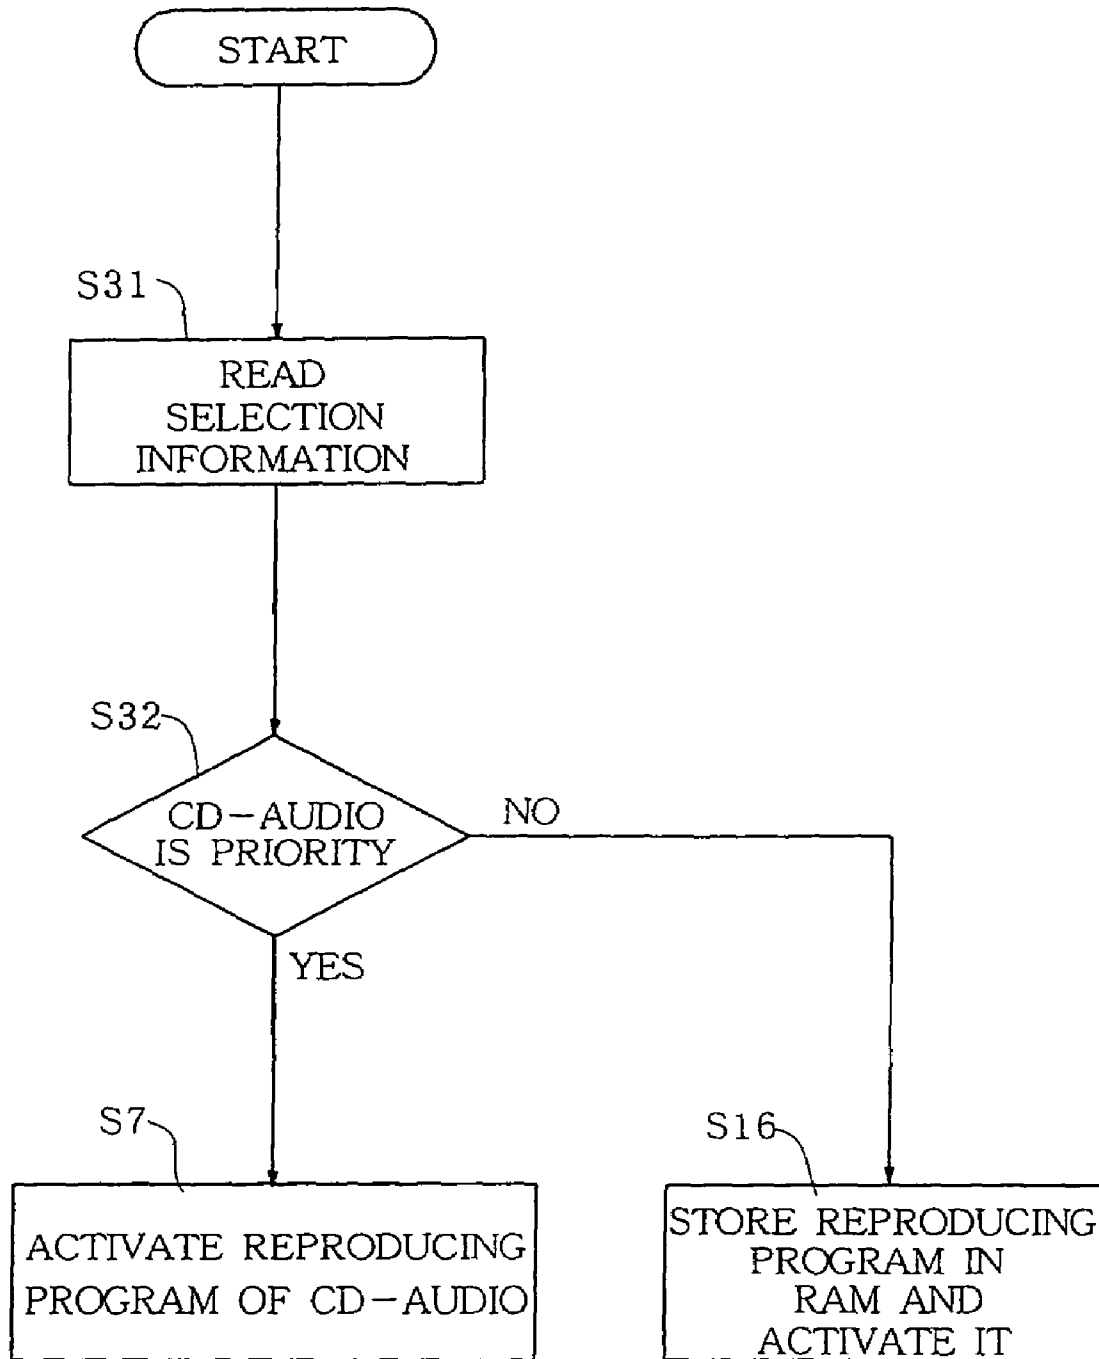 START
S31
READ
SELECTION
INFORMATION
S32
CD-AUDIO
IS PRIORITY
NO
YES
S7
ACTIVATE REPRODUCING
PROGRAM OF CD-AUDIO
S16
STORE REPRODUCING
PROGRAM IN
RAM AND
ACTIVATE IT